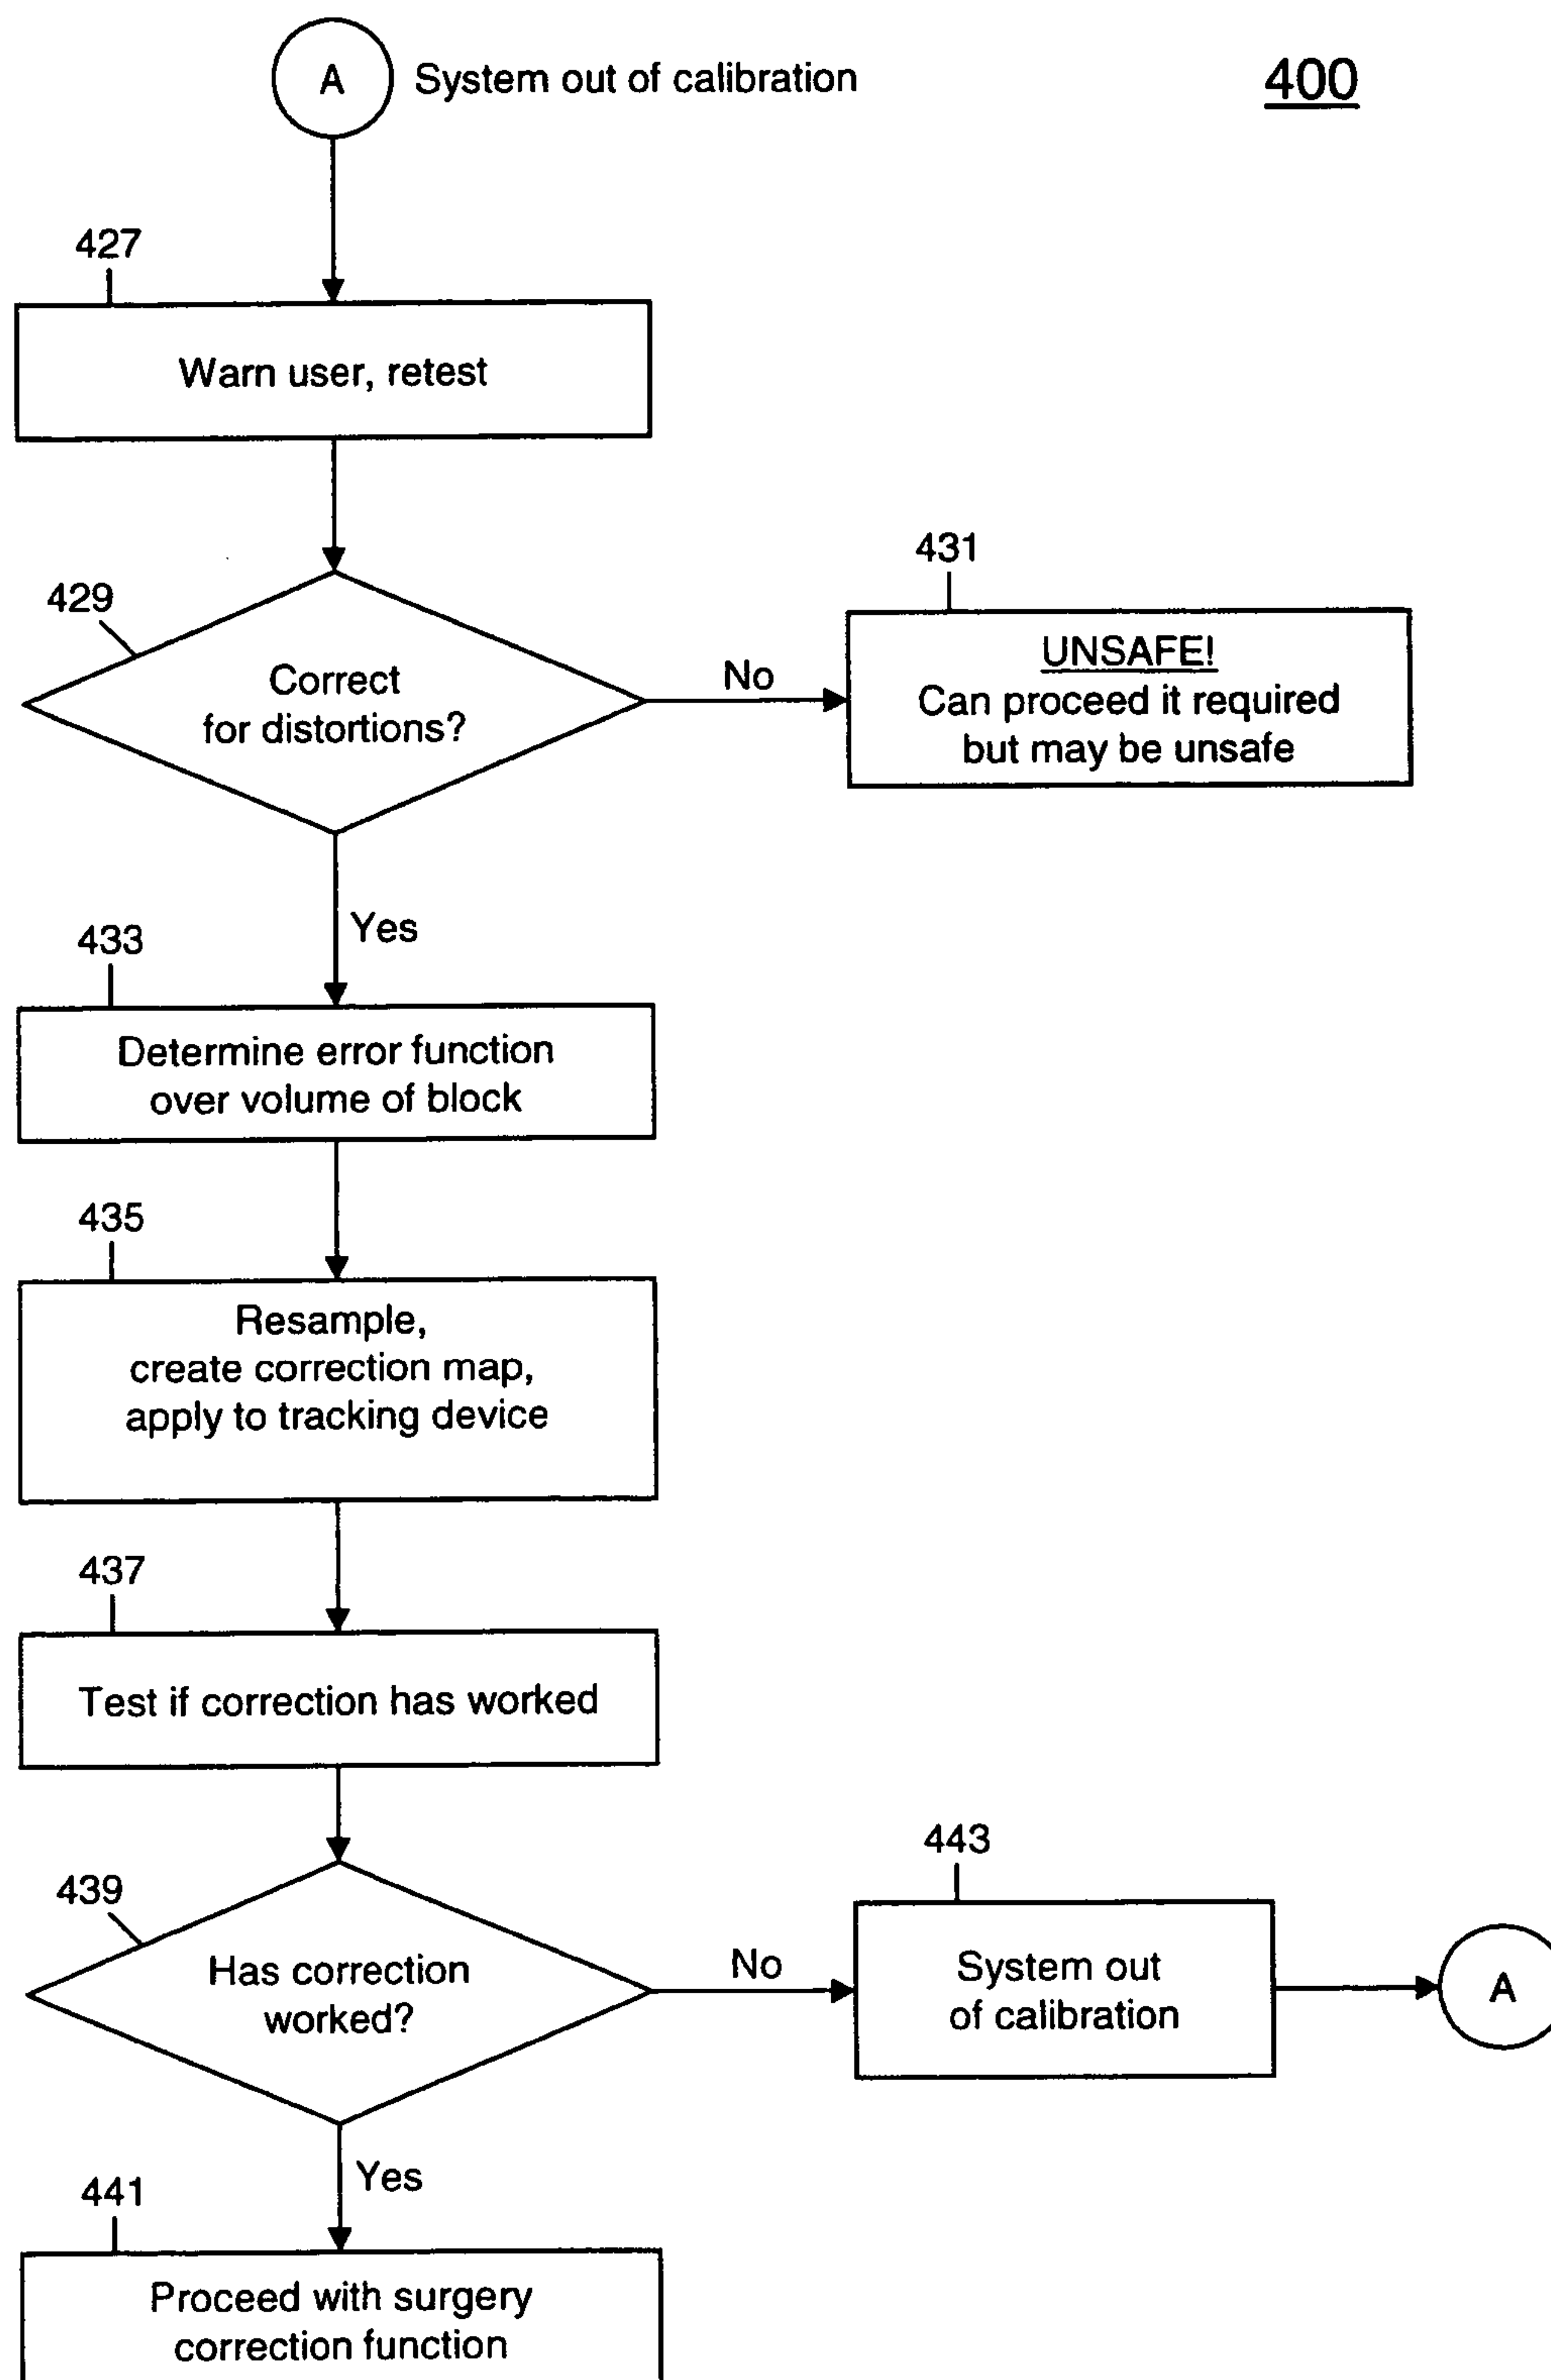 A
System out of calibration
400
427
Warn user, retest
429
Correct
for distortions?
No
431
UNSAFE!
Can proceed it required
but may be unsafe
Yes
433
Determine error function
over volume of block
435
Resample,
create correction map,
apply to tracking device
437
Test if correction has worked
439
Has correction
worked?
No
443
System out
of calibration
A
Yes
441
Proceed with surgery
correction function